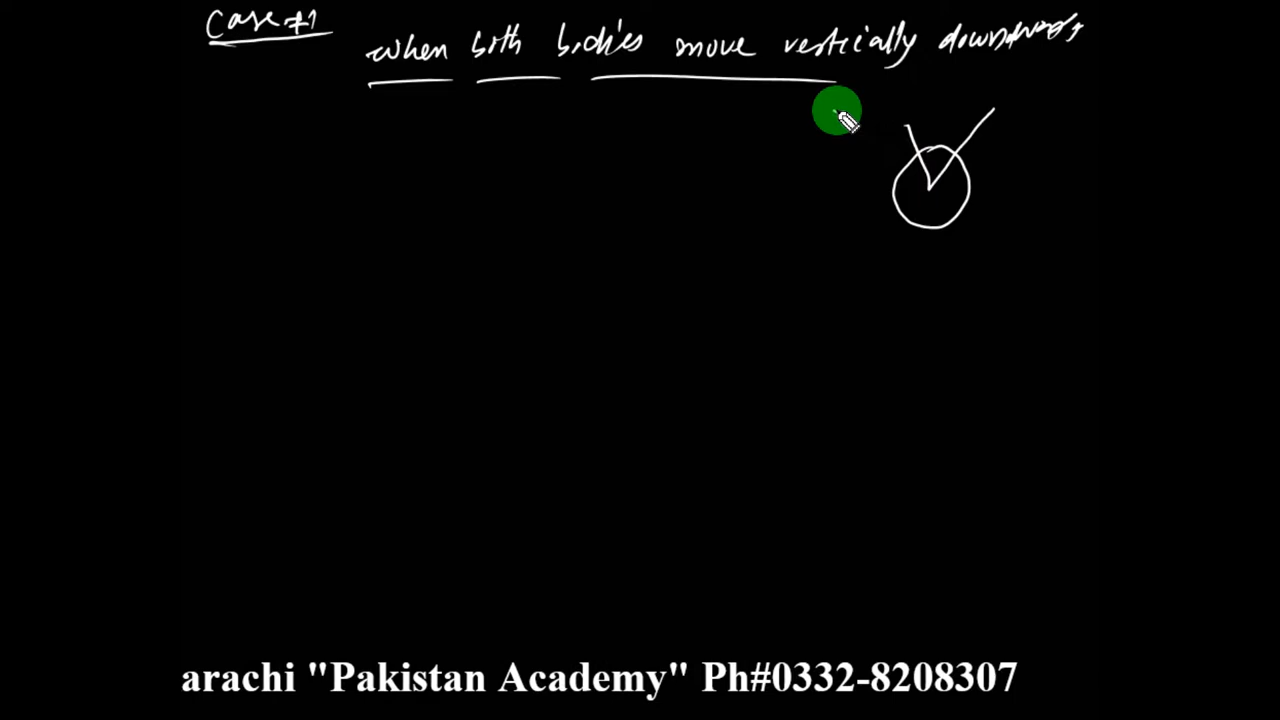 Case #1
when both bodies move vertically downwards
arachi "Pakistan Academy" Ph#0332-8208307